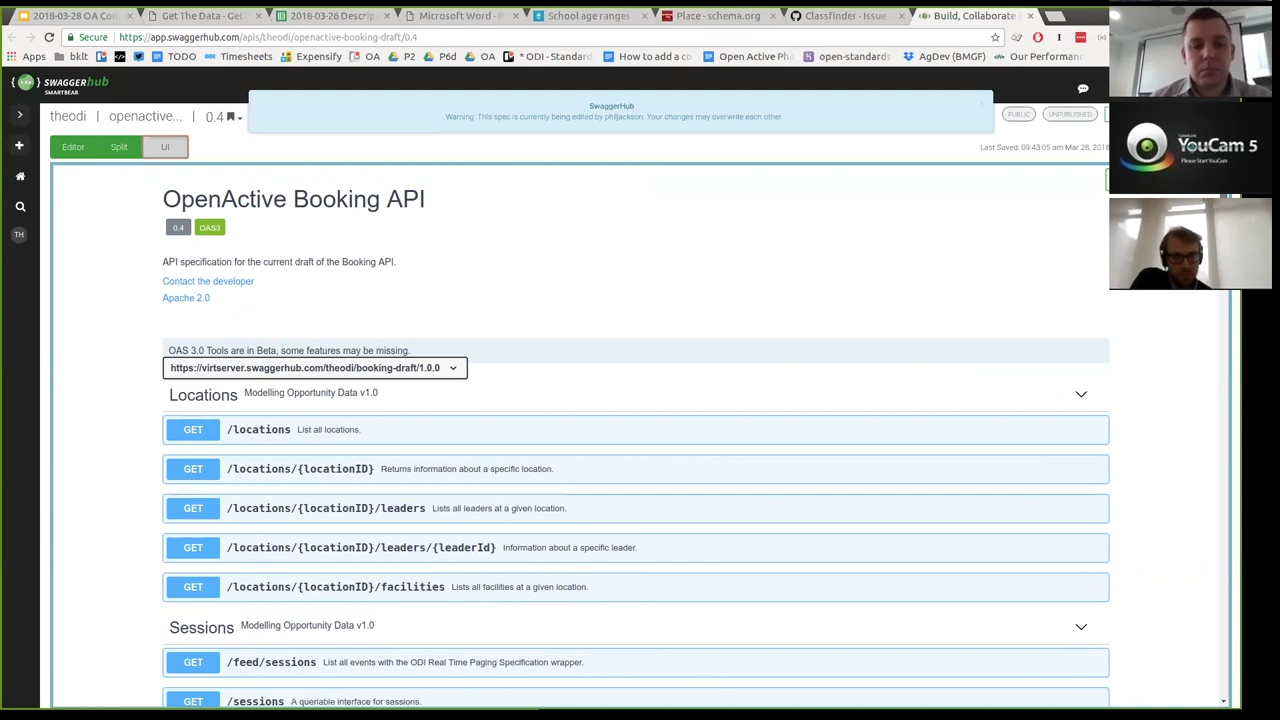 2018-03-28 OA Con
Get The Data - Get
2018-03-26 Descrip
Microsoft Word - P
School age ranges
Place - schema.org
Classfinder - Issue
Build, Collaborate
Secure
https://app.swaggerhub.com/apis/theodi/openactive-booking-draft/0.4
Apps
bklt
TODO
Timesheets
Expensify
OA
P2
P6d
OA
* ODI - Standard
How to add a co
Open Active Pha
open-standards
AgDev (BMGF)
Our Performance
SWAGGERhub
SMARTBEAR
theodi | openactive... | 0.4
SwaggerHub
Warning: This spec is currently being edited by philjackson. Your changes may overwrite each other.
PUBLIC
UNPUBLISHED
Editor
Split
UI
Last Saved: 09:43:05 am Mar 28, 2018
TH
OpenActive Booking API
0.4
OAS3
API specification for the current draft of the Booking API.
Contact the developer
Apache 2.0
OAS 3.0 Tools are in Beta, some features may be missing.
https://virtserver.swaggerhub.com/theodi/booking-draft/1.0.0
Locations Modelling Opportunity Data v1.0
GET /locations List all locations.
GET /locations/{locationID} Returns information about a specific location.
GET /locations/{locationID}/leaders Lists all leaders at a given location.
GET /locations/{locationID}/leaders/{leaderId} Information about a specific leader.
GET /locations/{locationID}/facilities Lists all facilities at a given location.
Sessions Modelling Opportunity Data v1.0
GET /feed/sessions List all events with the ODI Real Time Paging Specification wrapper.
GET /sessions A queriable interface for sessions.
CyberLink
YouCam 5
Please Start YouCam